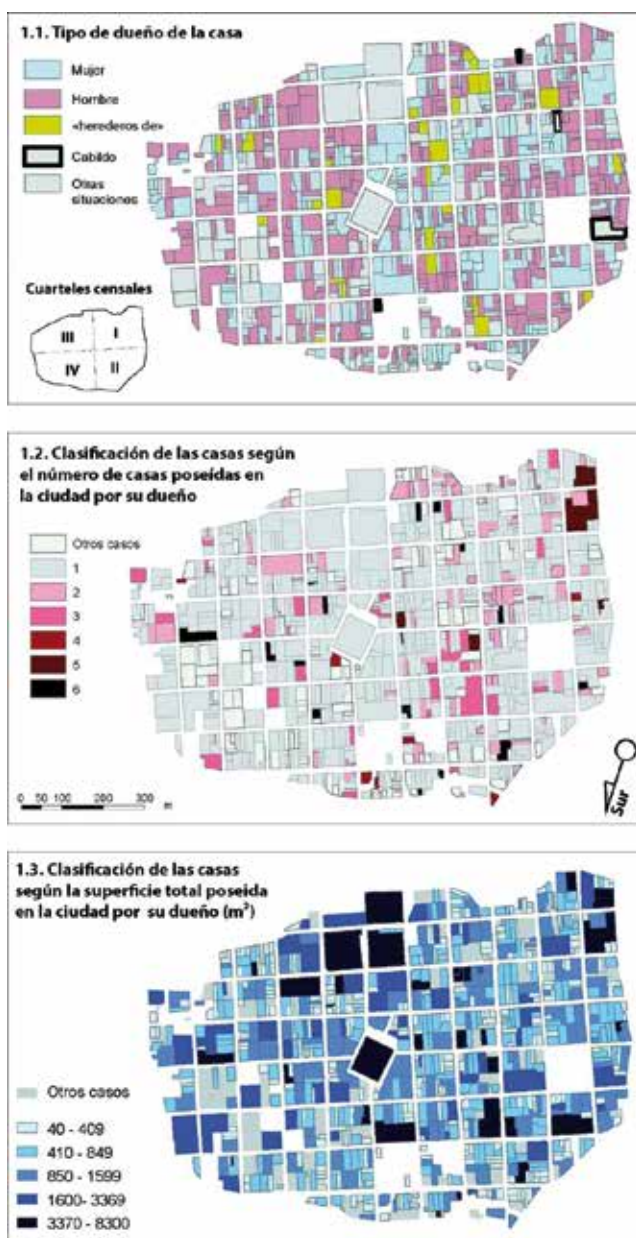 1.1. Tipo de dueño de la casa
Mujer
Hombre
«herederos de»
Cabildo
Otras
situaciones
Cuarteles censales
III
I
IV
II
1.2. Clasificación de las casas según
el número de casas poseídas en
la ciudad por su dueño
Otros casos
1
2
3
4
5
6
0 50 100 200 300 m
Sur
1.3. Clasificación de las casas
según la superficie total poseida
en la ciudad por su dueño (m²)
Otros casos
40 - 409
410 - 849
850 - 1599
1600- 3369
3370 - 8300